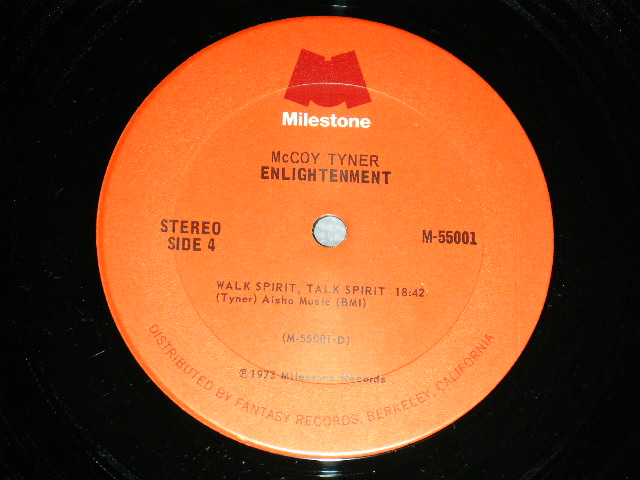 Milestone
McCOY TYNER
ENLIGHTENMENT
STEREO
SIDE 4
M-55001
WALK SPIRIT, TALK SPIRIT 18:42
(Tyner) Aisha Music (BMI)
(M-55001-D)
℗1973 Milestone Records
DISTRIBUTED BY FANTASY RECORDS, BERKELEY, CALIFORNIA